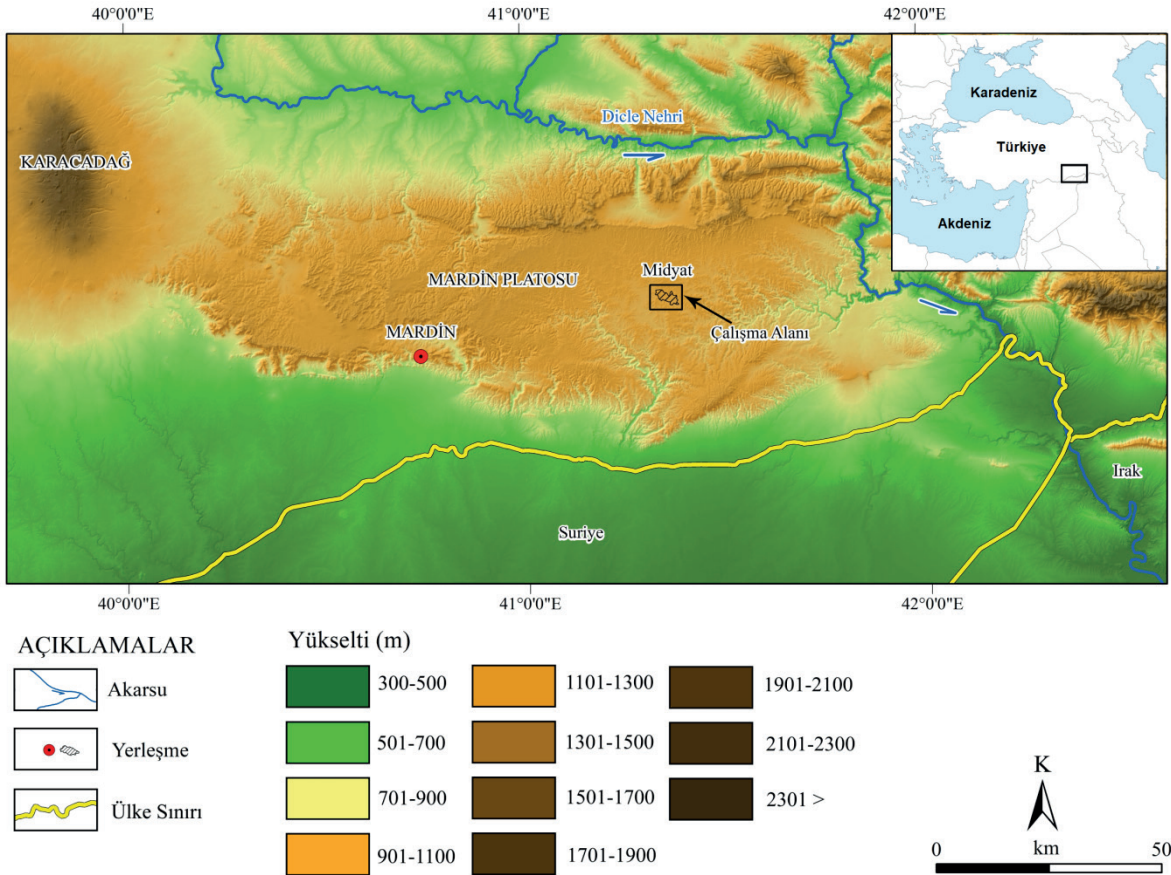 40°0'0"E
41°0'0"E
42°0'0"E
Karadeniz
Türkiye
Akdeniz
Dicle Nehri
KARACADAĞ
MARDİN PLATOSU
Midyat
Çalışma Alanı
MARDİN
Irak
Suriye
40°0'0"E
41°0'0"E
42°0'0"E
AÇIKLAMALAR
Akarsu
Yerleşme
Ülke Sınırı
Yükselti (m)
300-500
501-700
701-900
901-1100
1101-1300
1301-1500
1501-1700
1701-1900
1901-2100
2101-2300
2301 >
K
0 km 50